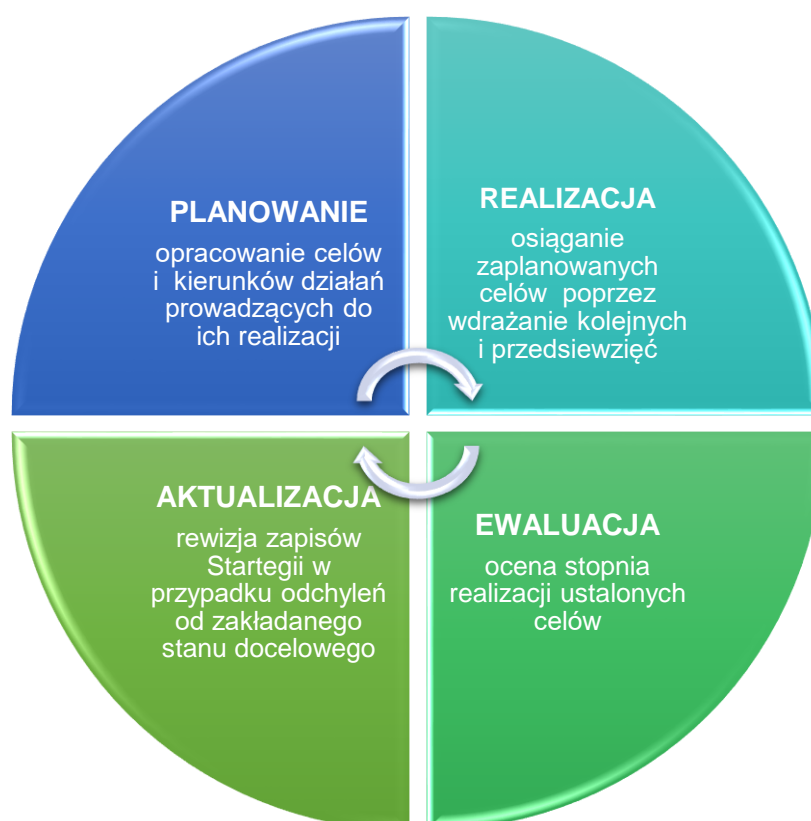 PLANOWANIE
opracowanie celów
i kierunków działań
prowadzących do
ich realizacji
REALIZACJA
osiąganie
zaplanowanych
celów poprzez
wdrażanie kolejnych
i przedsiewzięć
AKTUALIZACJA
rewizja zapisów
Startegii w
przypadku odchyleń
od zakładanego
stanu docelowego
EWALUACJA
ocena stopnia
realizacji ustalonych
celów